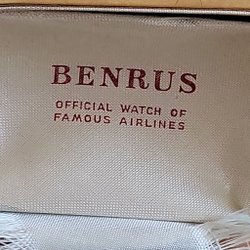 BENRUS
OFFICIAL WATCH OF
FAMOUS AIRLINES